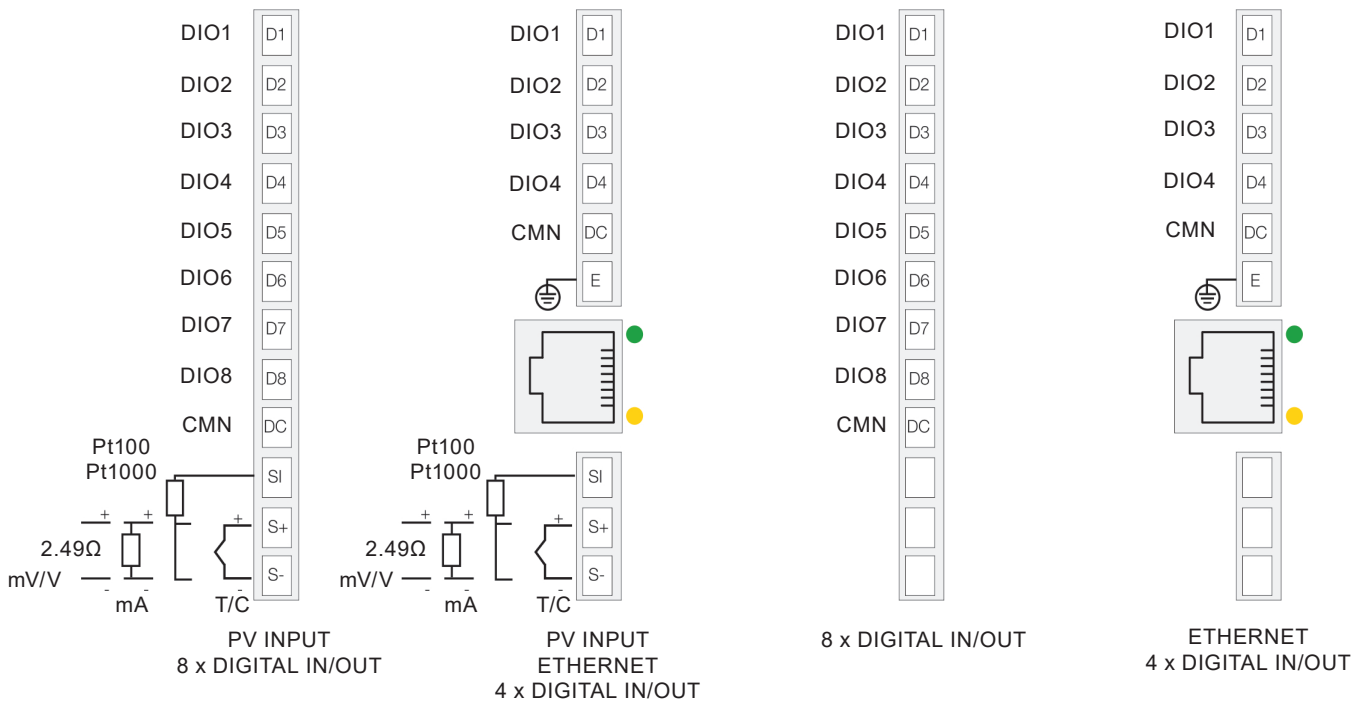 DIO1 D1
DIO2 D2
DIO3 D3
DIO4 D4
DIO5 D5
DIO6 D6
DIO7 D7
DIO8 D8
CMN DC
Pt100
Pt1000 SI
+ + + S+
2.49Ω
mV/V - - - S-
mA T/C
PV INPUT
8 x DIGITAL IN/OUT
DIO1 D1
DIO2 D2
DIO3 D3
DIO4 D4
CMN DC
E
Pt100
Pt1000 SI
+ + + S+
2.49Ω
mV/V - - - S-
mA T/C
PV INPUT
ETHERNET
4 x DIGITAL IN/OUT
DIO1 D1
DIO2 D2
DIO3 D3
DIO4 D4
DIO5 D5
DIO6 D6
DIO7 D7
DIO8 D8
CMN DC
8 x DIGITAL IN/OUT
DIO1 D1
DIO2 D2
DIO3 D3
DIO4 D4
CMN DC
E
ETHERNET
4 x DIGITAL IN/OUT